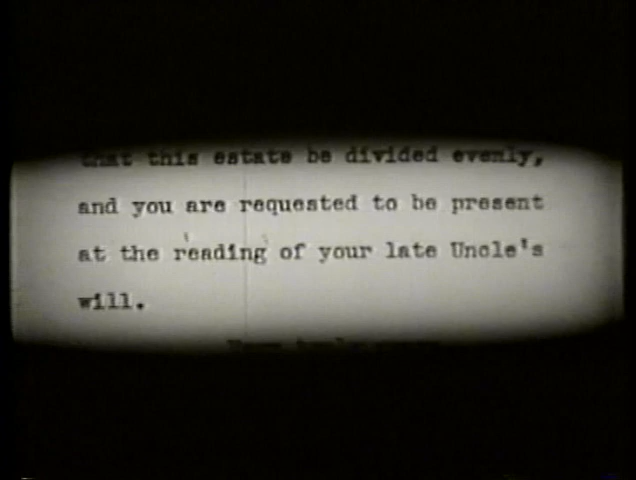 that this estate be divided evenly,
and you are requested to be present
at the reading of your late Uncle's
will.